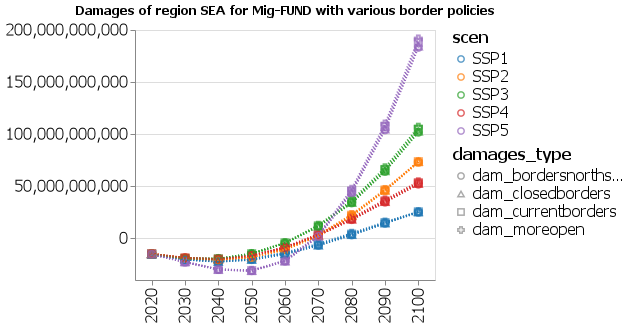 Damages of region SEA for Mig-FUND with various border policies
200,000,000,000
150,000,000,000
100,000,000,000
50,000,000,000
0
2020
2030
2040
2050
2060
2070
2080
2090
2100
scen
SSP1
SSP2
SSP3
SSP4
SSP5
damages_type
dam_bordersnorths...
dam_closedborders
dam_currentborders
dam_moreopen